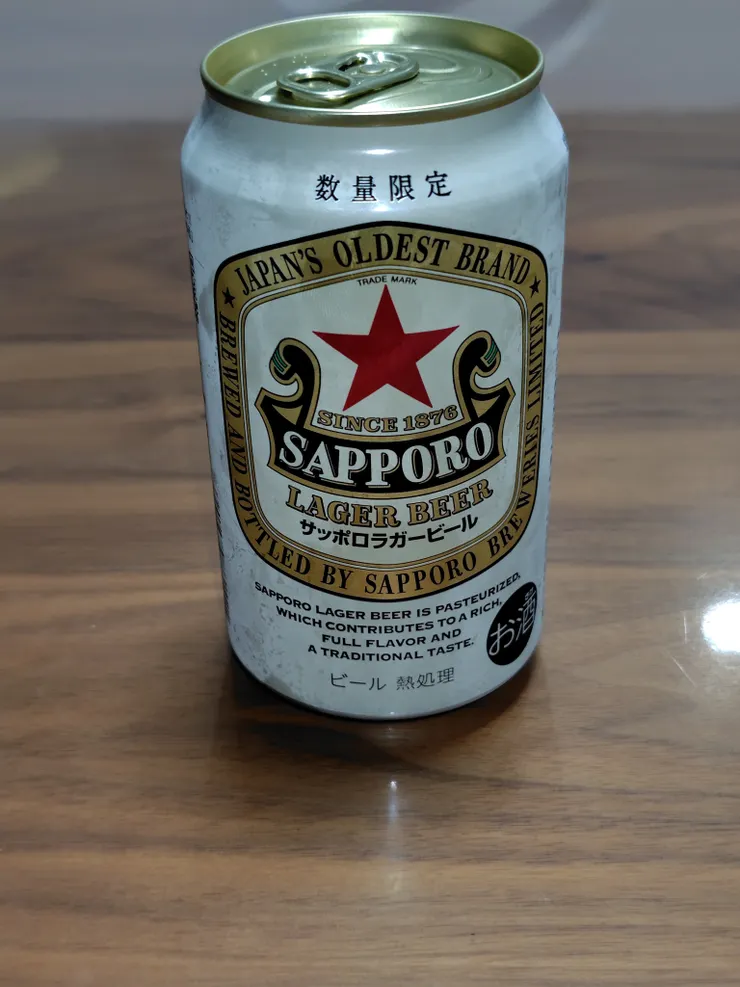 数量限定
★ JAPAN'S OLDEST BRAND ★
TRADE MARK
SINCE 1876
SAPPORO
LAGER BEER
サッポロラガービール
BREWED AND BOTTLED BY SAPPORO BREWERIES LIMITED
SAPPORO LAGER BEER IS PASTEURIZED,
WHICH CONTRIBUTES TO A RICH,
FULL FLAVOR AND
A TRADITIONAL TASTE.
お酒
ビール 熱処理